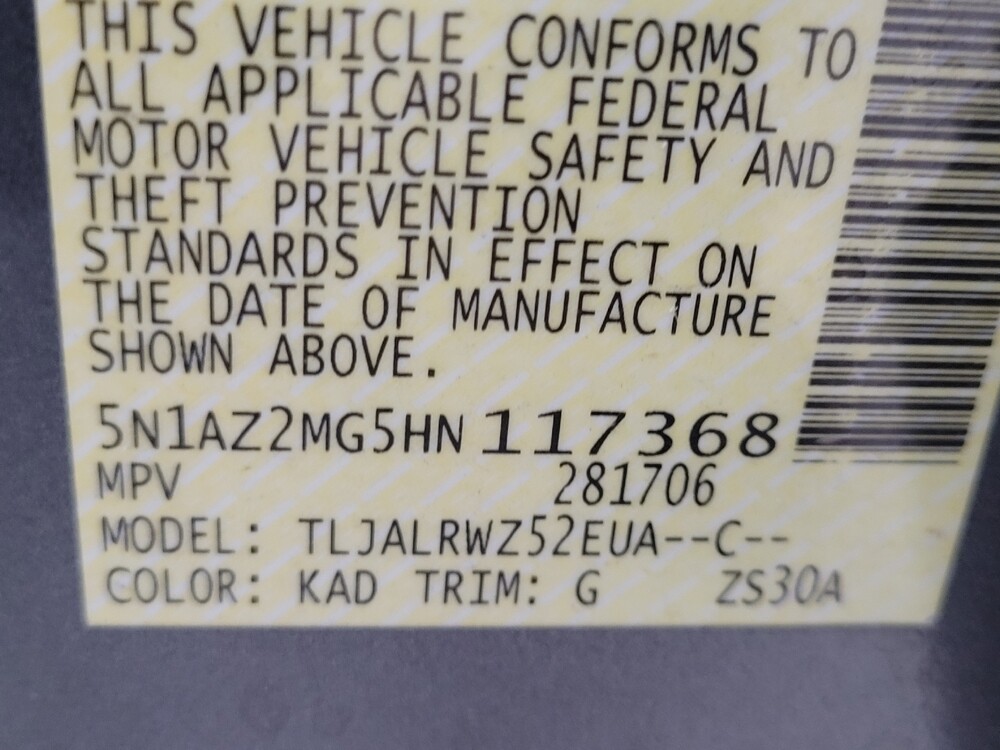 THIS VEHICLE CONFORMS TO
ALL APPLICABLE FEDERAL
MOTOR VEHICLE SAFETY AND
THEFT PREVENTION
STANDARDS IN EFFECT ON
THE DATE OF MANUFACTURE
SHOWN ABOVE.
5N1AZ2MG5HN117368
MPV 281706
MODEL: TLJALRWZ52EUA--C--
COLOR: KAD TRIM: G ZS30A